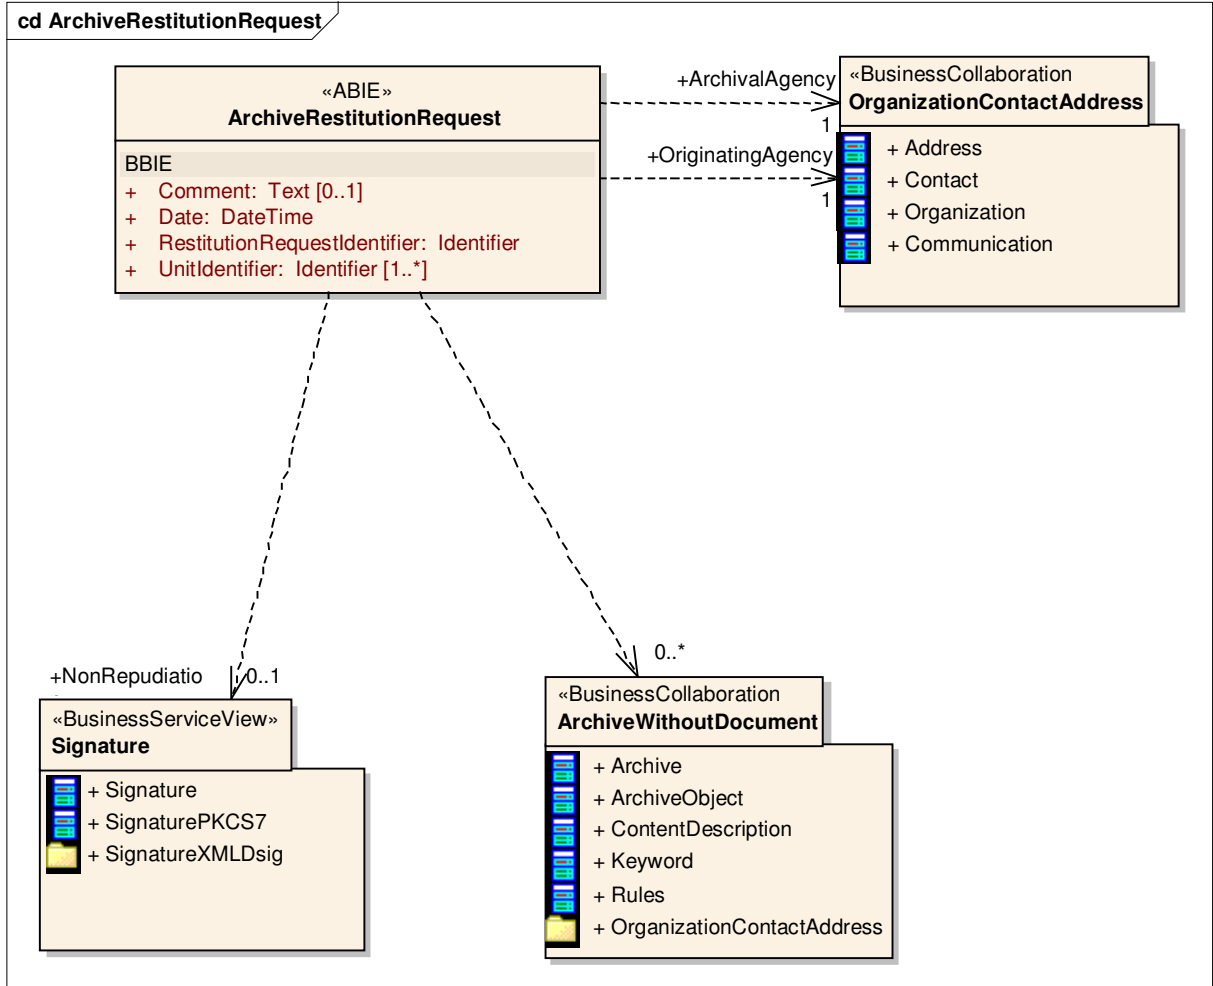 cd ArchiveRestitutionRequest
«ABIE»
ArchiveRestitutionRequest
BBIE
+ Comment: Text [0..1]
+ Date: DateTime
+ RestitutionRequestIdentifier: Identifier
+ UnitIdentifier: Identifier [1..*]
+ArchivalAgency
1
+OriginatingAgency
1
«BusinessCollaboration
OrganizationContactAddress
+ Address
+ Contact
+ Organization
+ Communication
+NonRepudiatio
0..1
«BusinessServiceView»
Signature
+ Signature
+ SignaturePKCS7
+ SignatureXMLDsig
0..*
«BusinessCollaboration
ArchiveWithoutDocument
+ Archive
+ ArchiveObject
+ ContentDescription
+ Keyword
+ Rules
+ OrganizationContactAddress